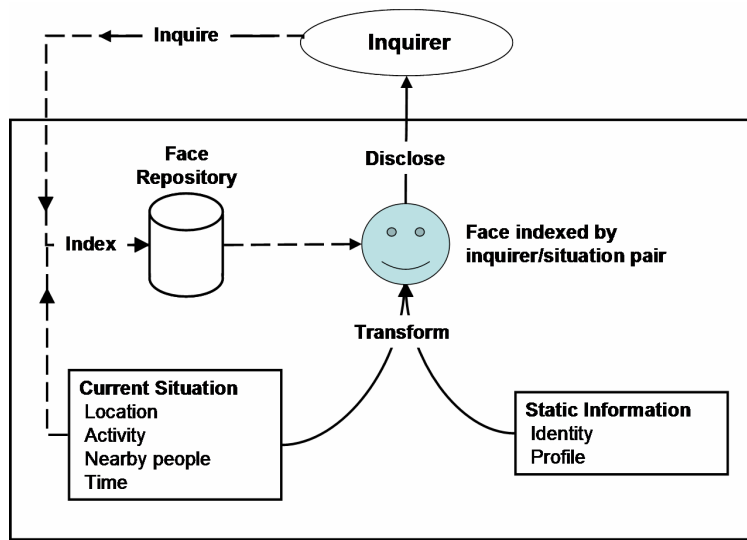 Inquire
Inquirer
Disclose
Face
Repository
Index
Face indexed by
inquirer/situation pair
Transform
Current Situation
Location
Activity
Nearby people
Time
Static Information
Identity
Profile